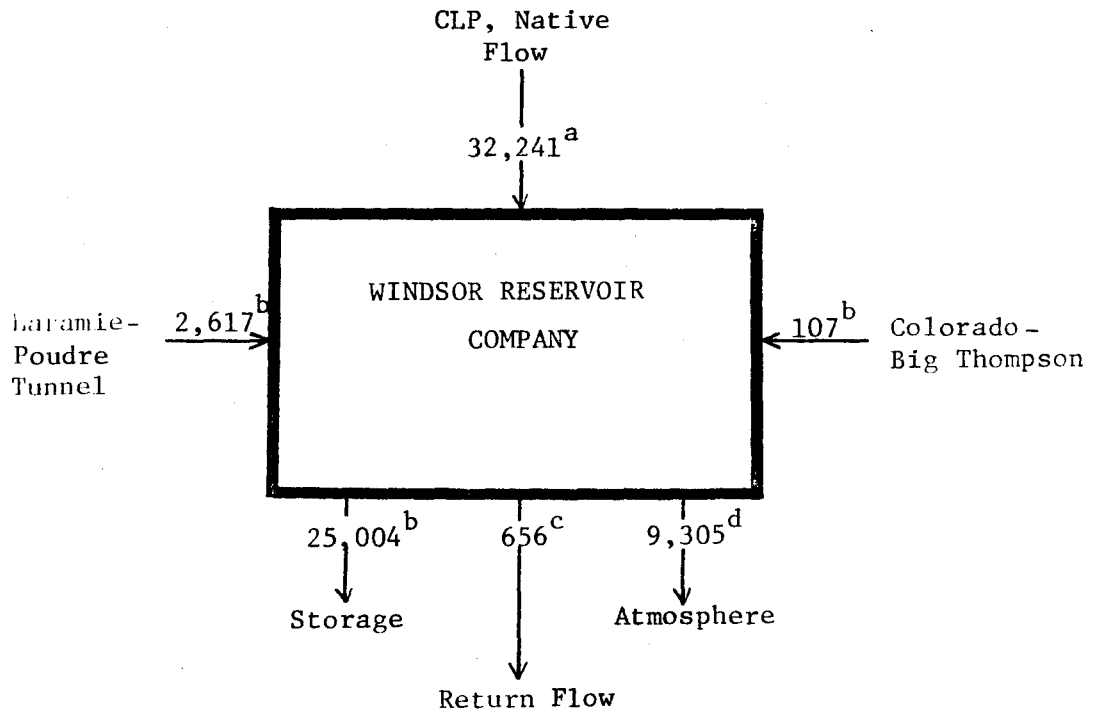 CLP, Native
Flow
32,241a
WINDSOR RESERVOIR
COMPANY
Laramie-
Poudre
Tunnel
2,617b
107b
Colorado-
Big Thompson
25,004b
656c
9,305d
Storage
Atmosphere
Return Flow